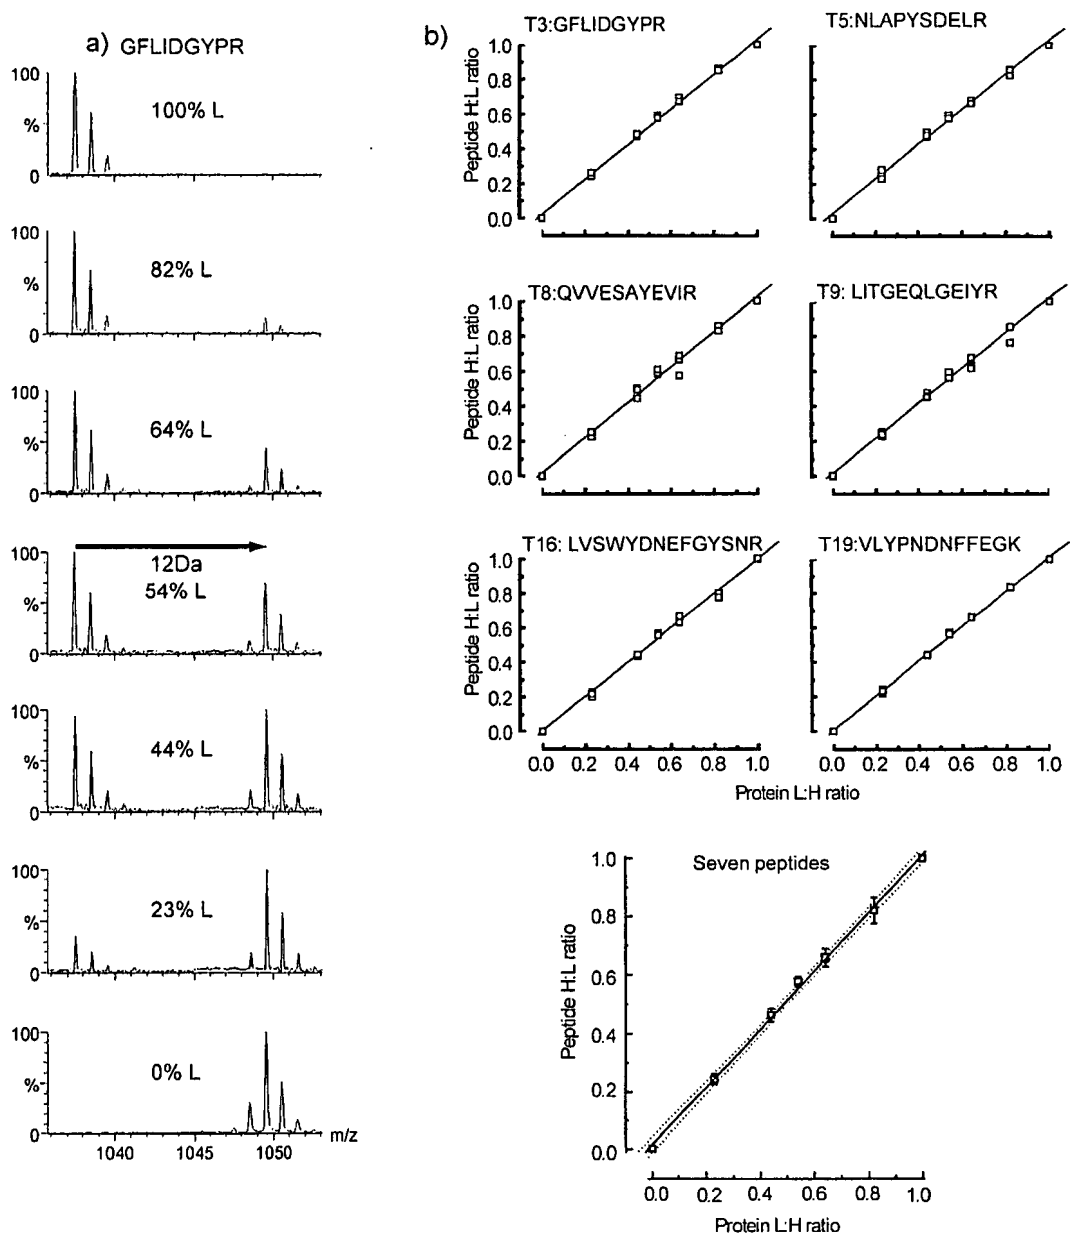 a) GFLIDGYPR
100
%
0
100% L
100
%
0
82% L
100
%
0
64% L
100
%
0
12Da
54% L
100
%
0
44% L
100
%
0
23% L
100
%
0
0% L
1040 1045 1050
m/z
b)
T3:GFLIDGYPR
Peptide H:L ratio
1.0
0.8
0.6
0.4
0.2
0.0
T5:NLAPYSDELR
T8:QVVESAYEVIR
Peptide H:L ratio
1.0
0.8
0.6
0.4
0.2
0.0
T9: LITGEQLGEIYR
T16: LVSWYDNEFGYSNR
Peptide H:L ratio
1.0
0.8
0.6
0.4
0.2
0.0
0.0 0.2 0.4 0.6 0.8 1.0
T19:VLYPNDNFFEGK
0.0 0.2 0.4 0.6 0.8 1.0
Protein L:H ratio
Seven peptides
Peptide H:L ratio
1.0
0.8
0.6
0.4
0.2
0.0
0.0 0.2 0.4 0.6 0.8 1.0
Protein L:H ratio